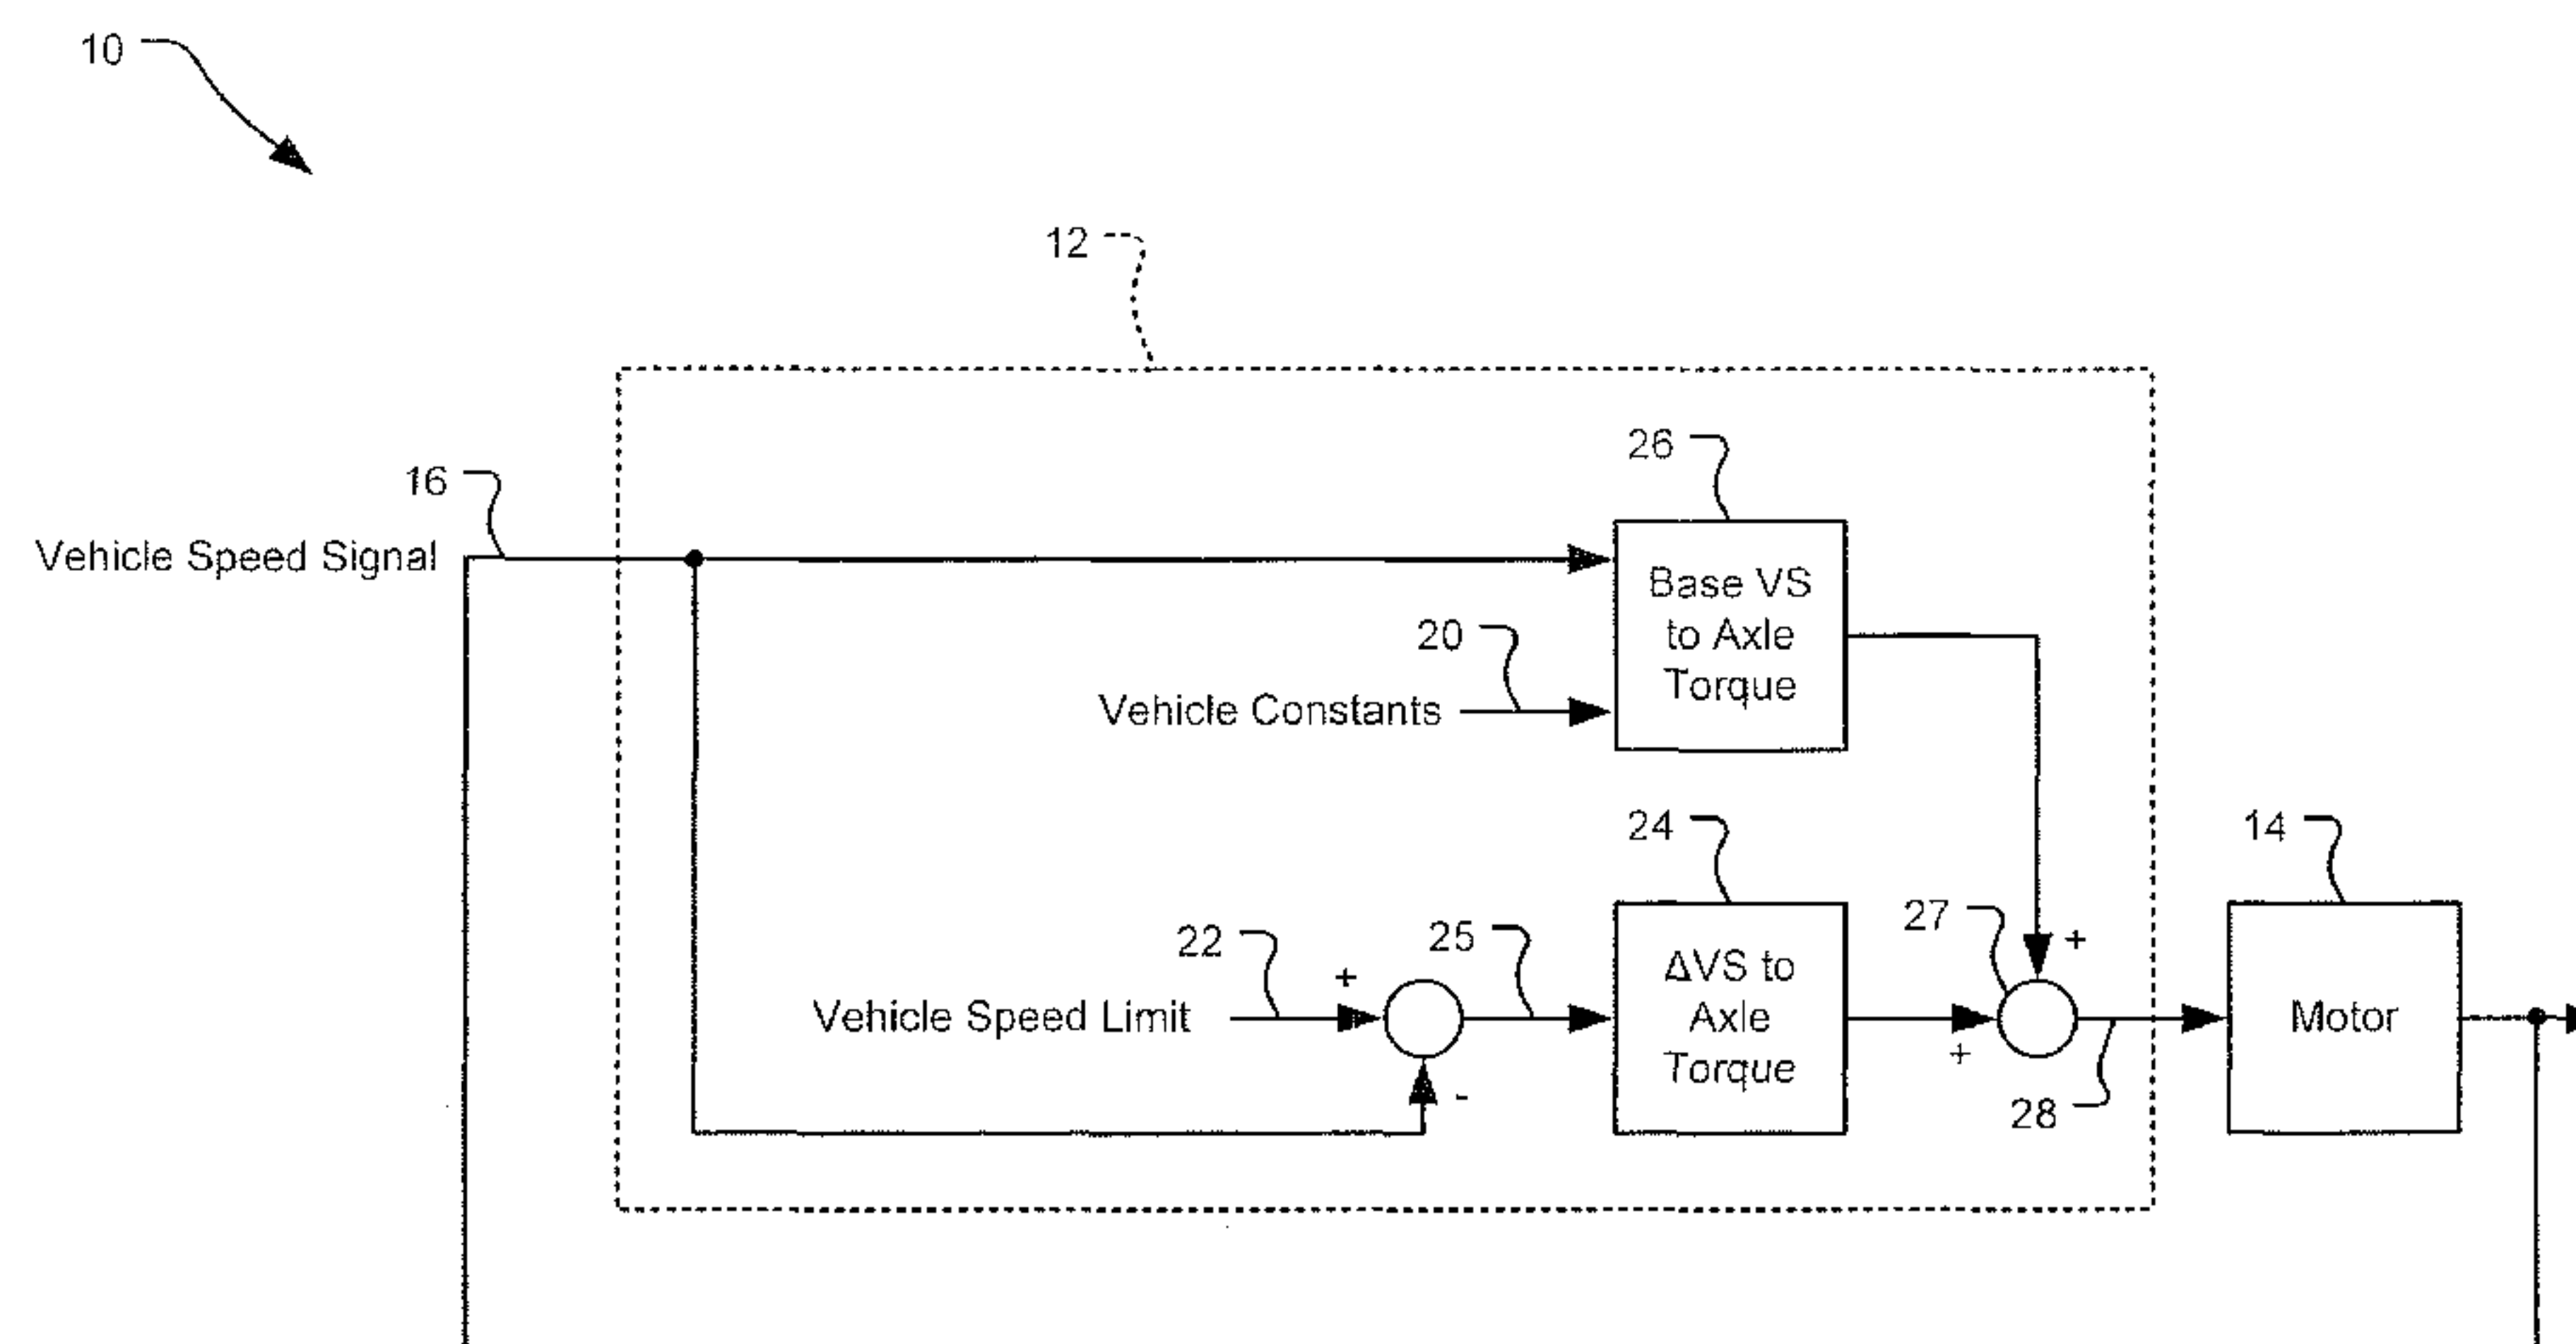 10
12
26
16
Vehicle Speed Signal
Base VS
to Axle
Torque
20
Vehicle Constants
24
14
27
+
22
+
25
ΔVS to
Axle
Torque
Vehicle Speed Limit
Motor
+
-
28